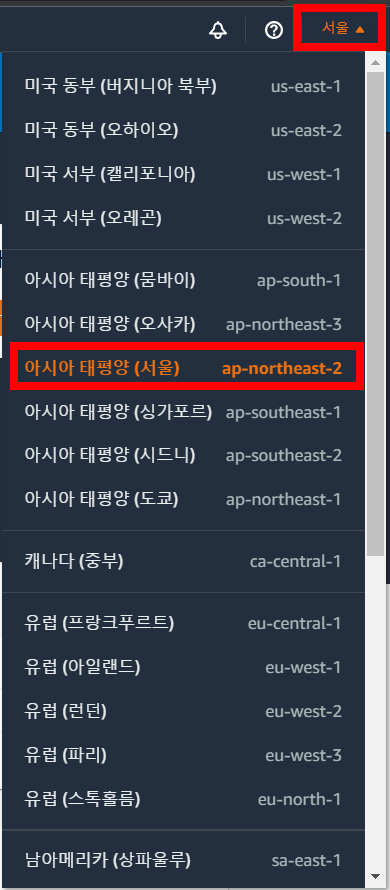 서울 ▲
미국 동부 (버지니아 북부) us-east-1
미국 동부 (오하이오) us-east-2
미국 서부 (캘리포니아) us-west-1
미국 서부 (오레곤) us-west-2
아시아 태평양 (뭄바이) ap-south-1
아시아 태평양 (오사카) ap-northeast-3
아시아 태평양 (서울) ap-northeast-2
아시아 태평양 (싱가포르) ap-southeast-1
아시아 태평양 (시드니) ap-southeast-2
아시아 태평양 (도쿄) ap-northeast-1
캐나다 (중부) ca-central-1
유럽 (프랑크푸르트) eu-central-1
유럽 (아일랜드) eu-west-1
유럽 (런던) eu-west-2
유럽 (파리) eu-west-3
유럽 (스톡홀름) eu-north-1
남아메리카 (상파울루) sa-east-1